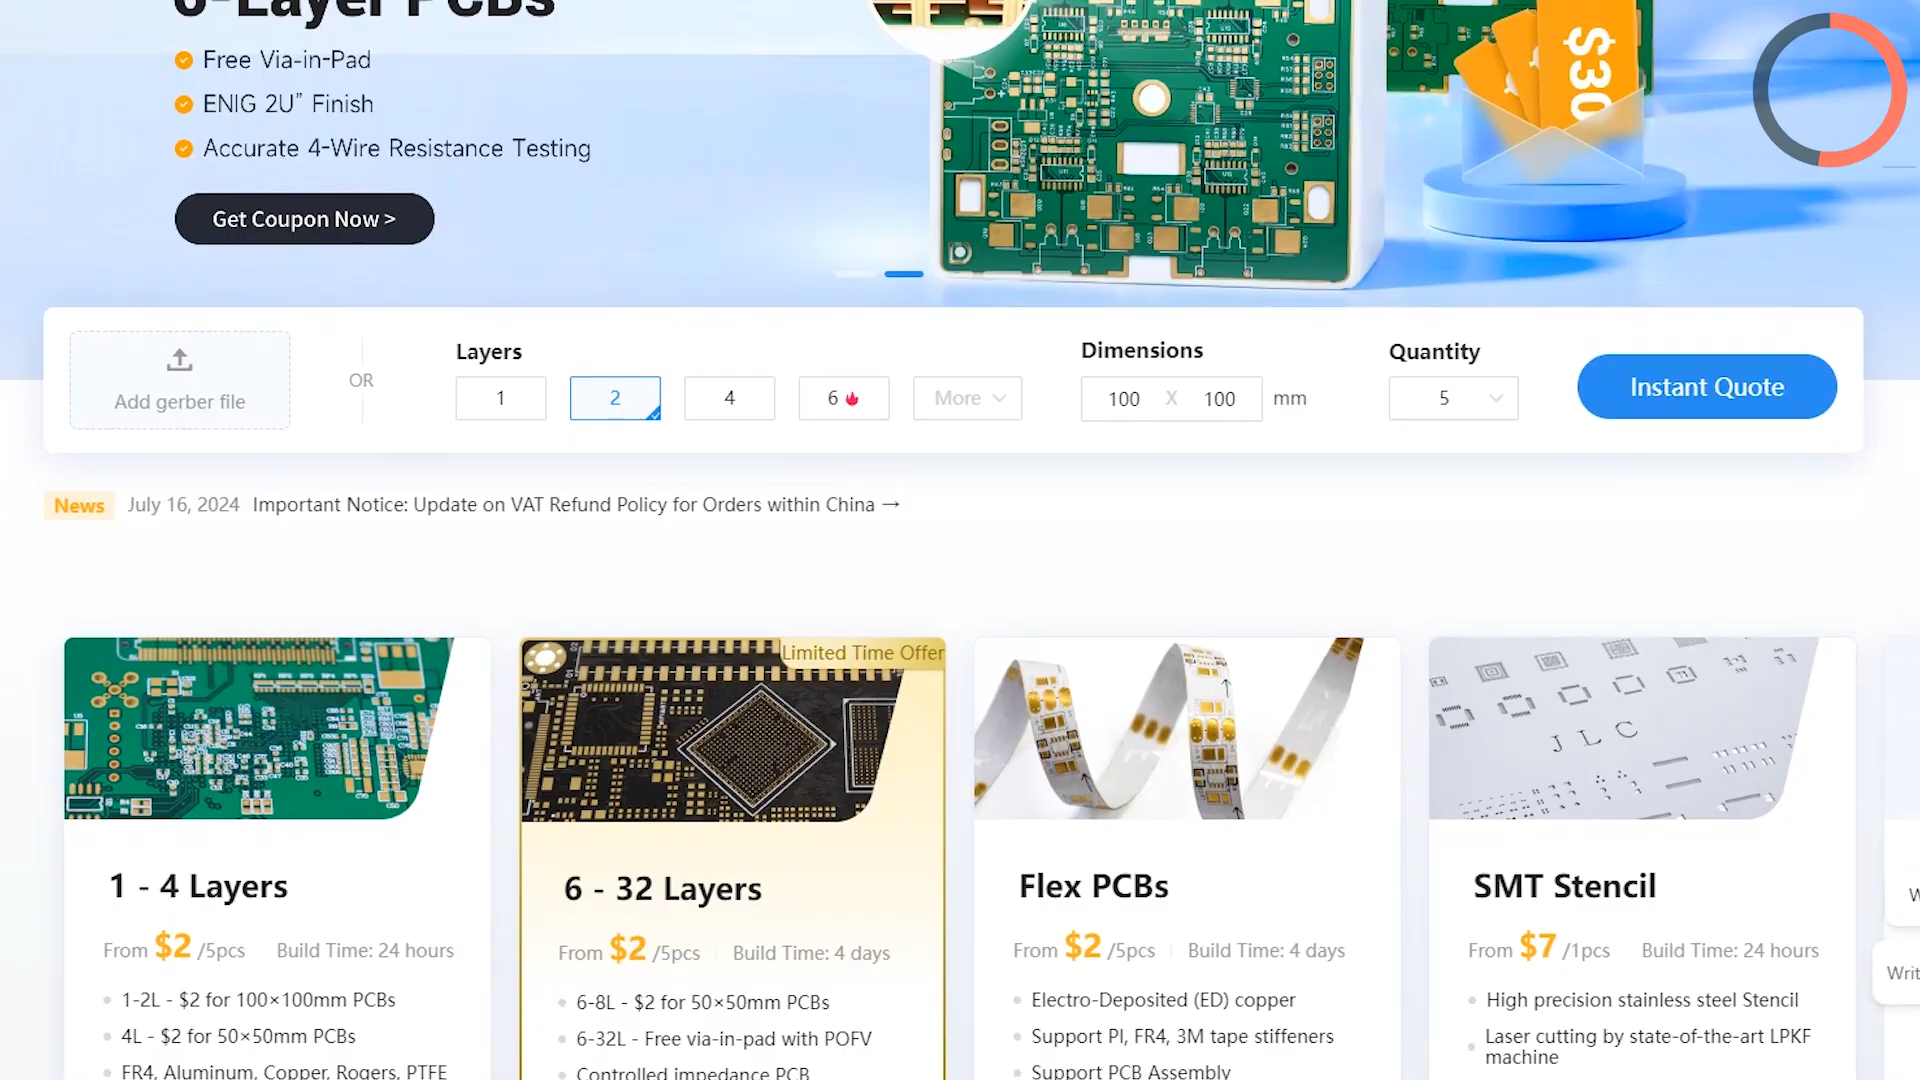 6-Layer PCBs
Free Via-in-Pad
ENIG 2U” Finish
Accurate 4-Wire Resistance Testing
Get Coupon Now >
$30
Add gerber file
OR
Layers
1
2
4
6
More
Dimensions
100 X 100 mm
Quantity
5
Instant Quote
News July 16, 2024 Important Notice: Update on VAT Refund Policy for Orders within China →
1 - 4 Layers
From $2 /5pcs Build Time: 24 hours
1-2L - $2 for 100×100mm PCBs
4L - $2 for 50×50mm PCBs
FR4, Aluminum, Copper, Rogers, PTFE
Limited Time Offer
6 - 32 Layers
From $2 /5pcs Build Time: 4 days
6-8L - $2 for 50×50mm PCBs
6-32L - Free via-in-pad with POFV
Controlled impedance PCB
Flex PCBs
From $2 /5pcs Build Time: 4 days
Electro-Deposited (ED) copper
Support PI, FR4, 3M tape stiffeners
Support PCB Assembly
JLC
SMT Stencil
From $7 /1pcs Build Time: 24 hours
High precision stainless steel Stencil
Laser cutting by state-of-the-art LPKF
machine